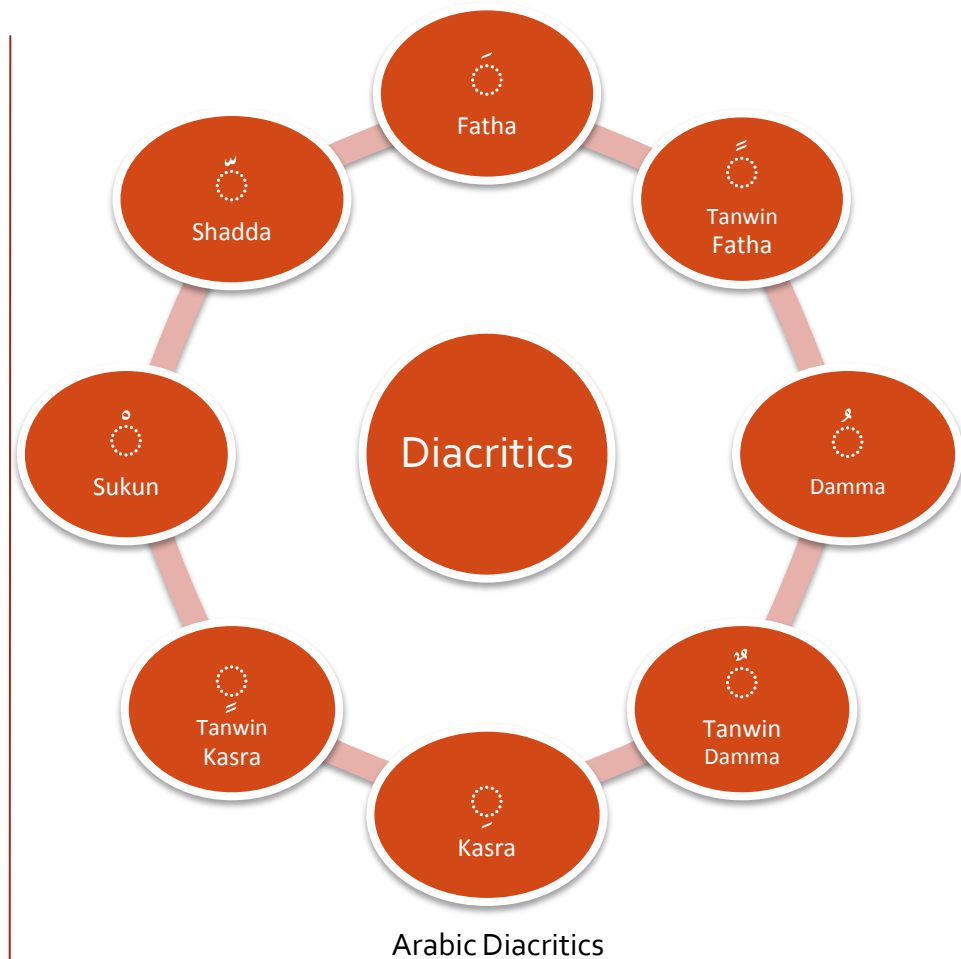 ◌َ
Fatha
◌ً
Tanwin
Fatha
◌ُ
Damma
◌ٌ
Tanwin
Damma
◌ِ
Kasra
◌ٍ
Tanwin
Kasra
◌ْ
Sukun
◌ّ
Shadda
Diacritics
Arabic Diacritics